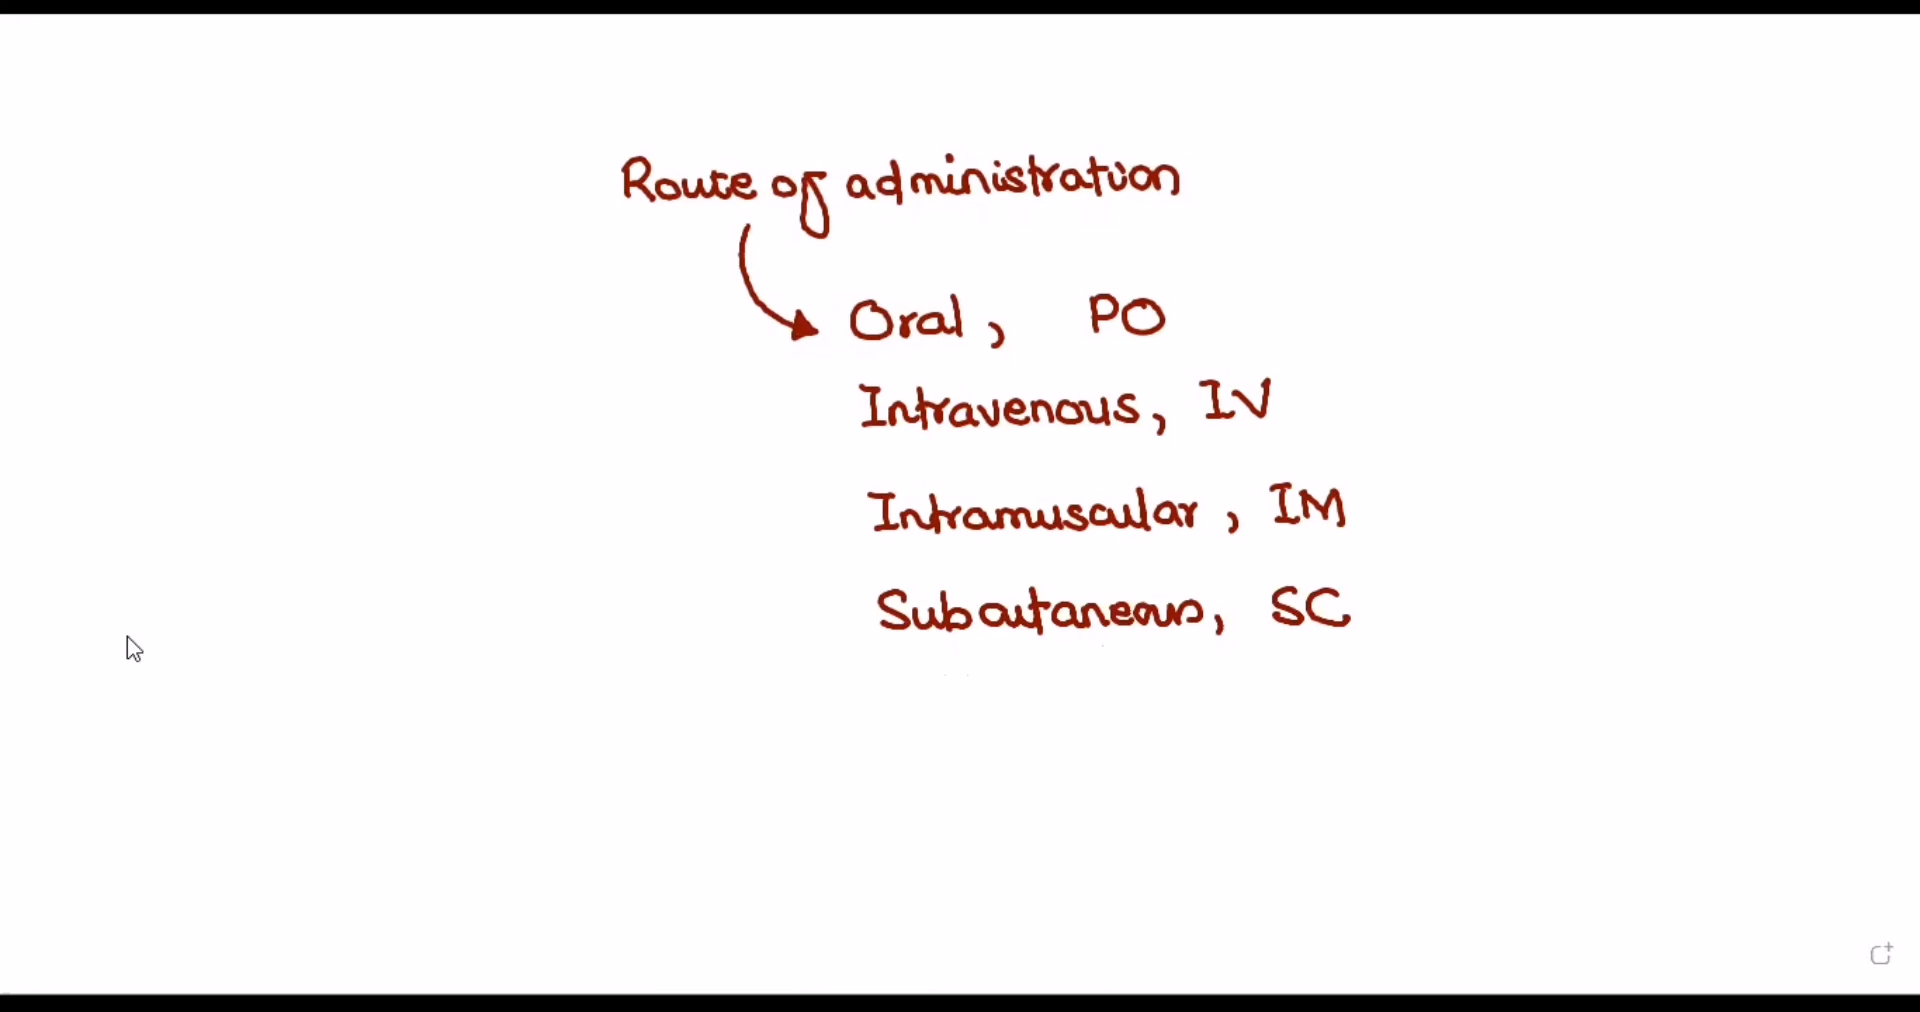 Route of administration
Oral, PO
Intravenous, IV
Intramuscular, IM
Subcutaneous, SC